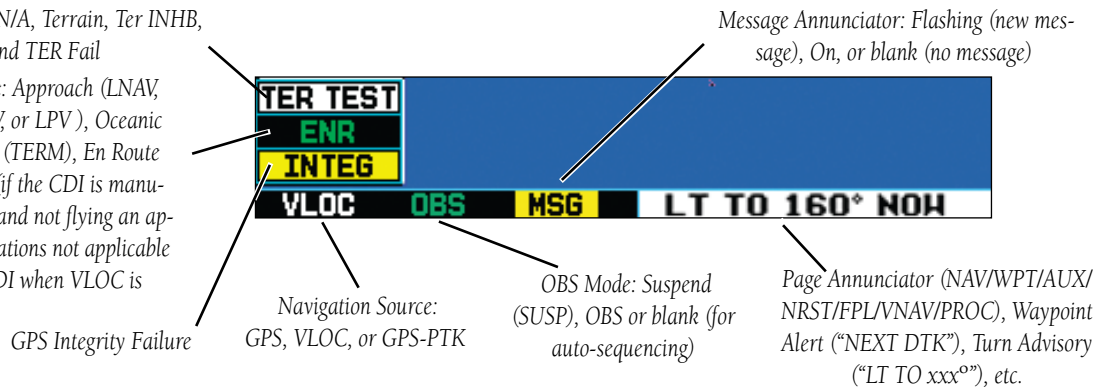 N/A, Terrain, Ter INHB,
nd TER Fail
: Approach (LNAV,
, or LPV ), Oceanic
(TERM), En Route
if the CDI is manu-
and not flying an ap-
ations not applicable
DI when VLOC is
GPS Integrity Failure
Message Annunciator: Flashing (new mes-
sage), On, or blank (no message)
TER TEST
ENR
INTEG
VLOC OBS MSG LT TO 160° NOW
Navigation Source:
GPS, VLOC, or GPS-PTK
OBS Mode: Suspend
(SUSP), OBS or blank (for
auto-sequencing)
Page Annunciator (NAV/WPT/AUX/
NRST/FPL/VNAV/PROC), Waypoint
Alert (“NEXT DTK”), Turn Advisory
(“LT TO xxxº”), etc.